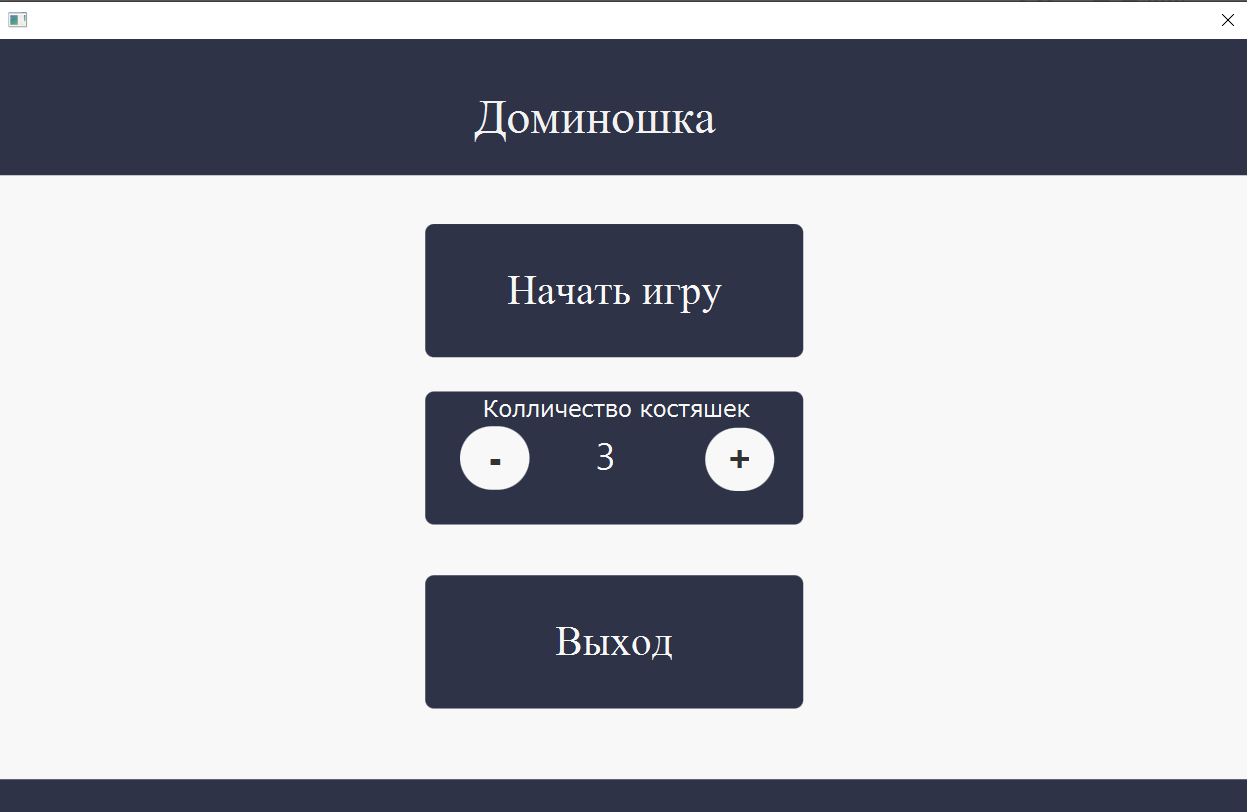 Доминошка
Начать игру
Колличество костяшек
- 3 +
Выход